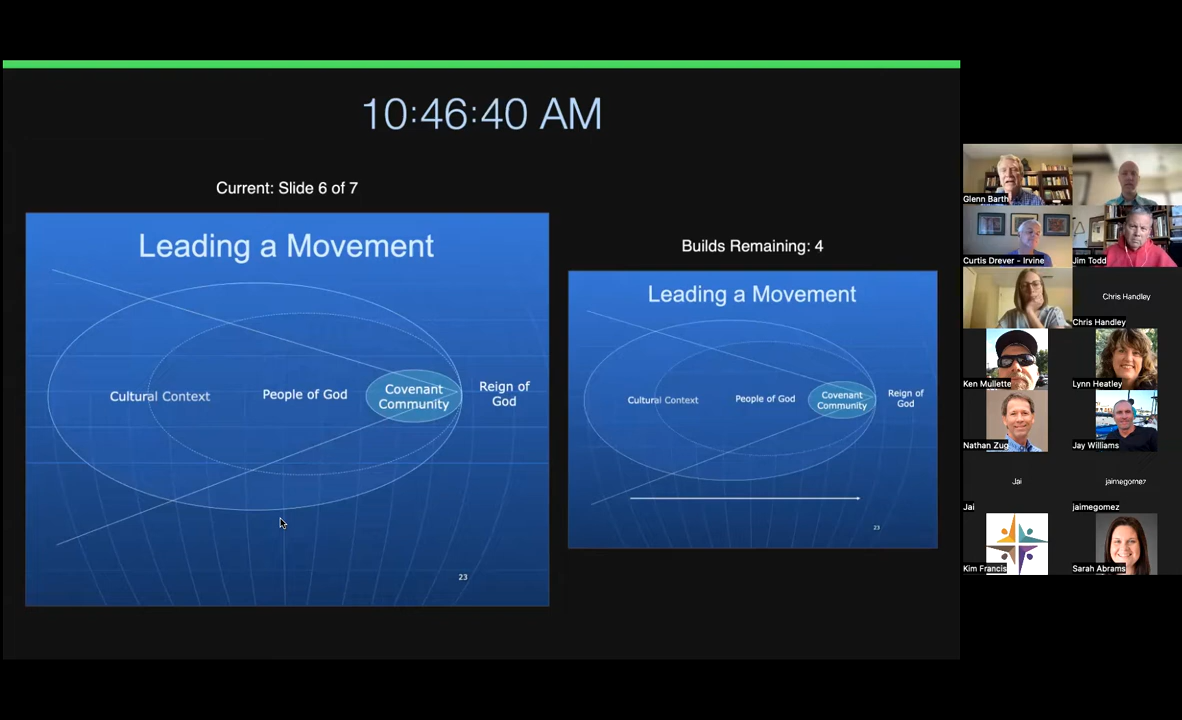 10:46:40 AM
Current: Slide 6 of 7
Leading a Movement
Cultural Context
People of God
Covenant
Community
Reign of
God
23
Builds Remaining: 4
Leading a Movement
Cultural Context
People of God
Covenant
Community
Reign of
God
23
Glenn Barth
Curtis Drever - Irvine
Jim Todd
Chris Handley
Chris Handley
Ken Mullette
Lynn Heatley
Nathan Zug
Jay Williams
Jai
jaimegomez
Jai
jaimegomez
Kim Francis
Sarah Abrams